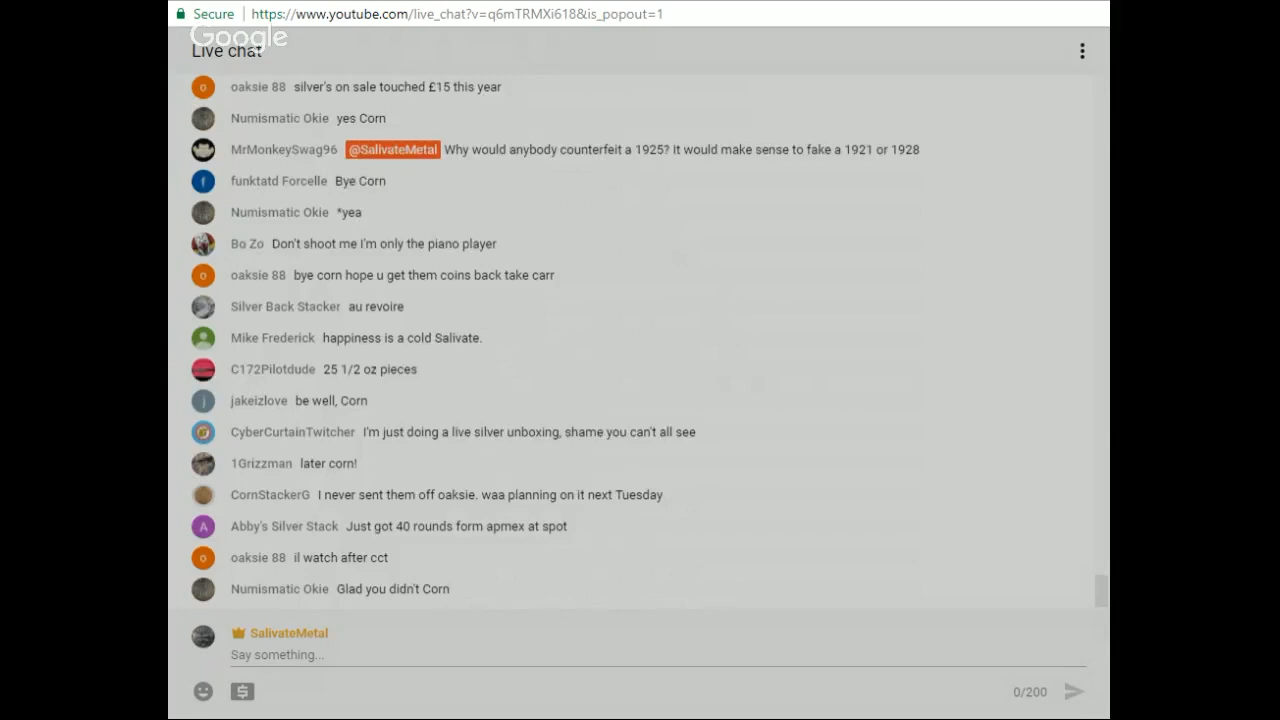 Secure https://www.youtube.com/live_chat?v=q6mTRMXi618&is_popout=1
Google
Live chat
o oaksie 88 silver's on sale touched £15 this year
Numismatic Okie yes Corn
MrMonkeySwag96 @SalivateMetal Why would anybody counterfeit a 1925? It would make sense to fake a 1921 or 1928
f funktatd Forcelle Bye Corn
Numismatic Okie *yea
Bo Zo Don't shoot me I'm only the piano player
o oaksie 88 bye corn hope u get them coins back take carr
Silver Back Stacker au revoire
Mike Frederick happiness is a cold Salivate.
C172Pilotdude 25 1/2 oz pieces
j jakeizlove be well, Corn
CyberCurtainTwitcher I'm just doing a live silver unboxing, shame you can't all see
1Grizzman later corn!
CornStackerG I never sent them off oaksie. waa planning on it next Tuesday
A Abby's Silver Stack Just got 40 rounds form apmex at spot
o oaksie 88 il watch after cct
Numismatic Okie Glad you didn't Corn
SalivateMetal
Say something...
$ 0/200